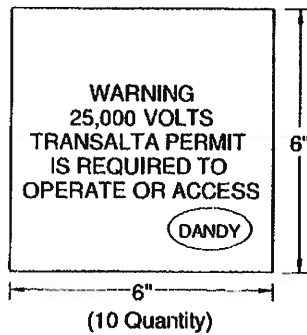 WARNING
25,000 VOLTS
TRANSALTA PERMIT
IS REQUIRED TO
OPERATE OR ACCESS
DANDY
6"
6"
(10 Quantity)